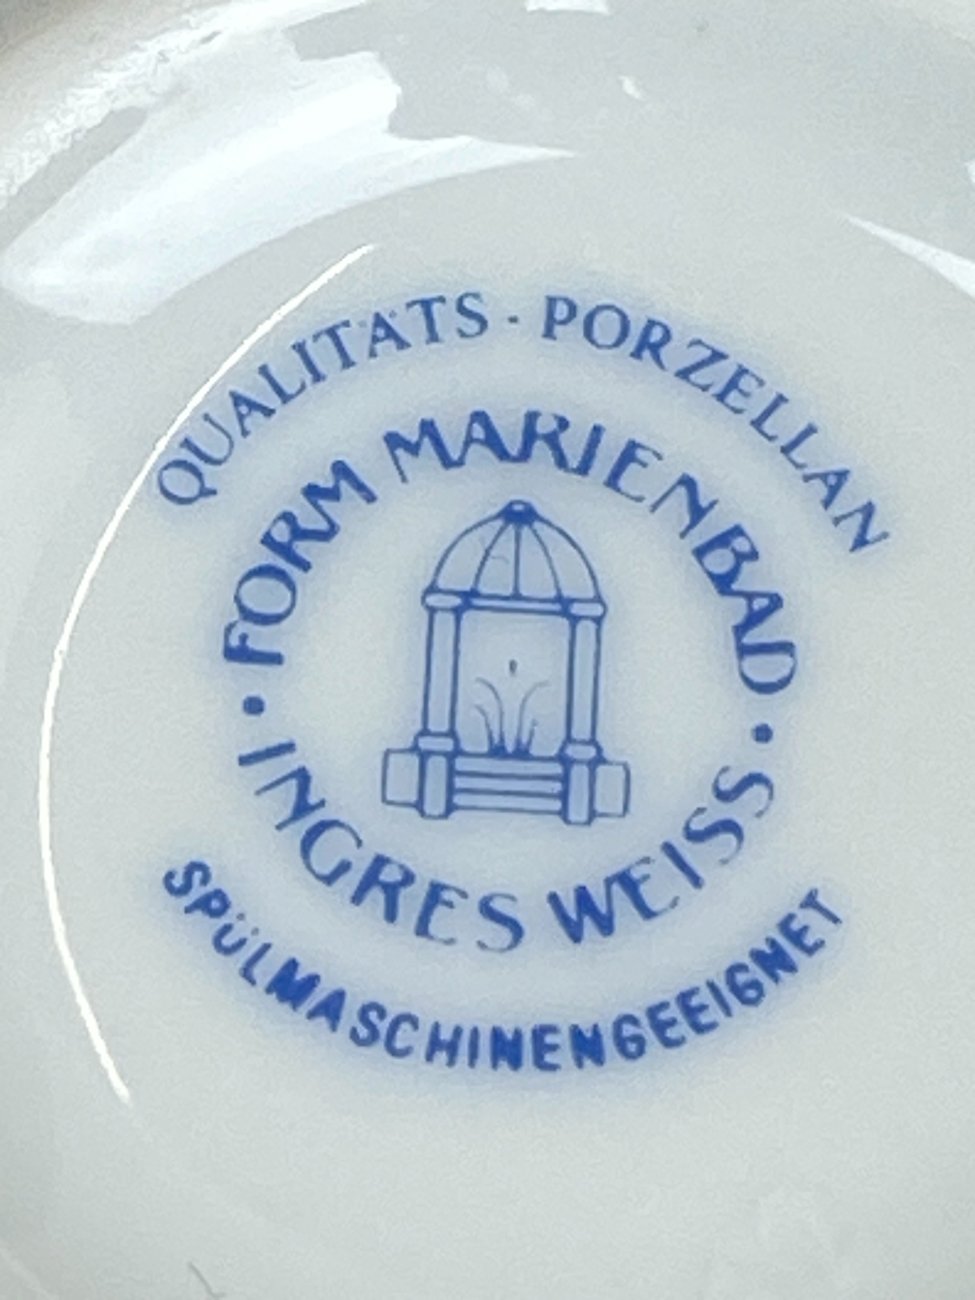 QUALITÄTS · PORZELLAN
· FORM MARIENBAD ·
INGRES WEISS
SPÜLMASCHINENGEEIGNET